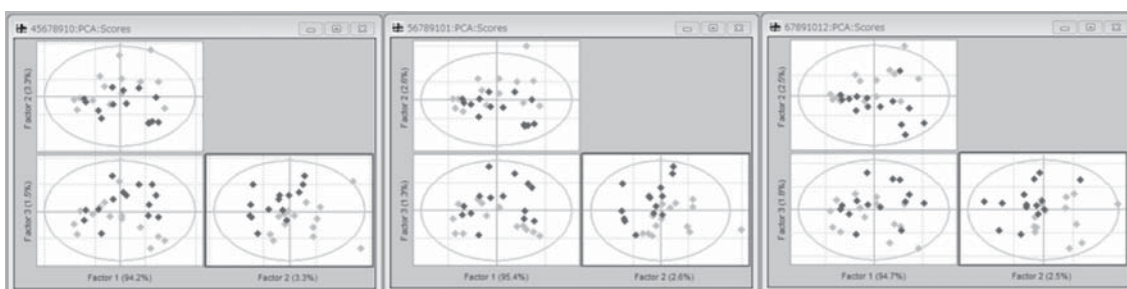 45678910:PCA:Scores
Factor 2 (3.3%)
Factor 3 (1.5%)
Factor 1 (94.2%)
Factor 2 (3.3%)
56789101:PCA:Scores
Factor 2 (2.6%)
Factor 3 (1.3%)
Factor 1 (95.4%)
Factor 2 (2.6%)
67891012:PCA:Scores
Factor 2 (2.5%)
Factor 3 (1.8%)
Factor 1 (94.7%)
Factor 2 (2.5%)